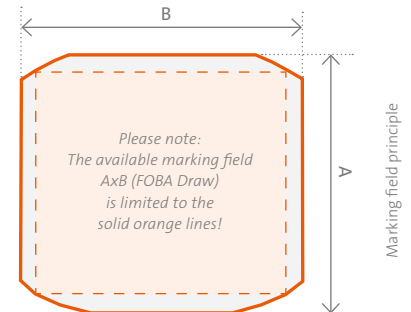 B
Please note:
The available marking field
AxB (FOBA Draw)
is limited to the
solid orange lines!
A
Marking field principle